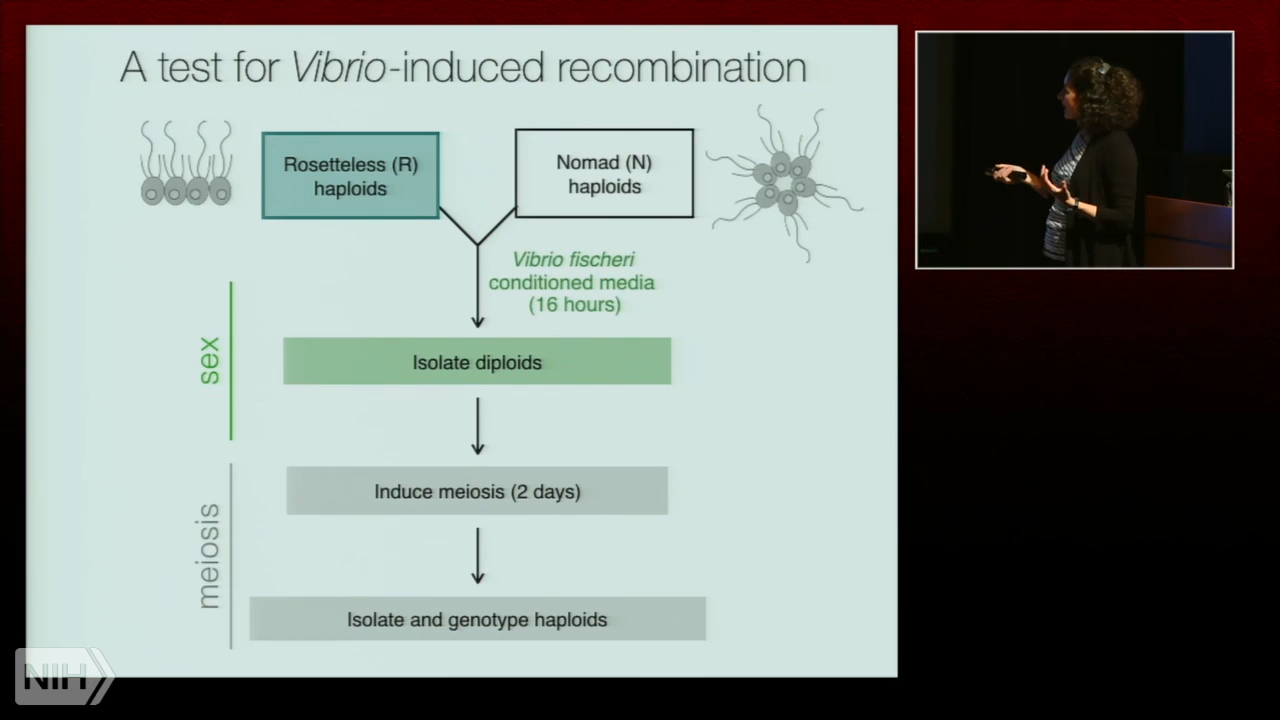 A test for Vibrio-induced recombination
Rosetteless (R)
haploids
Nomad (N)
haploids
Vibrio fischeri
conditioned media
(16 hours)
sex
Isolate diploids
meiosis
Induce meiosis (2 days)
Isolate and genotype haploids
NIH